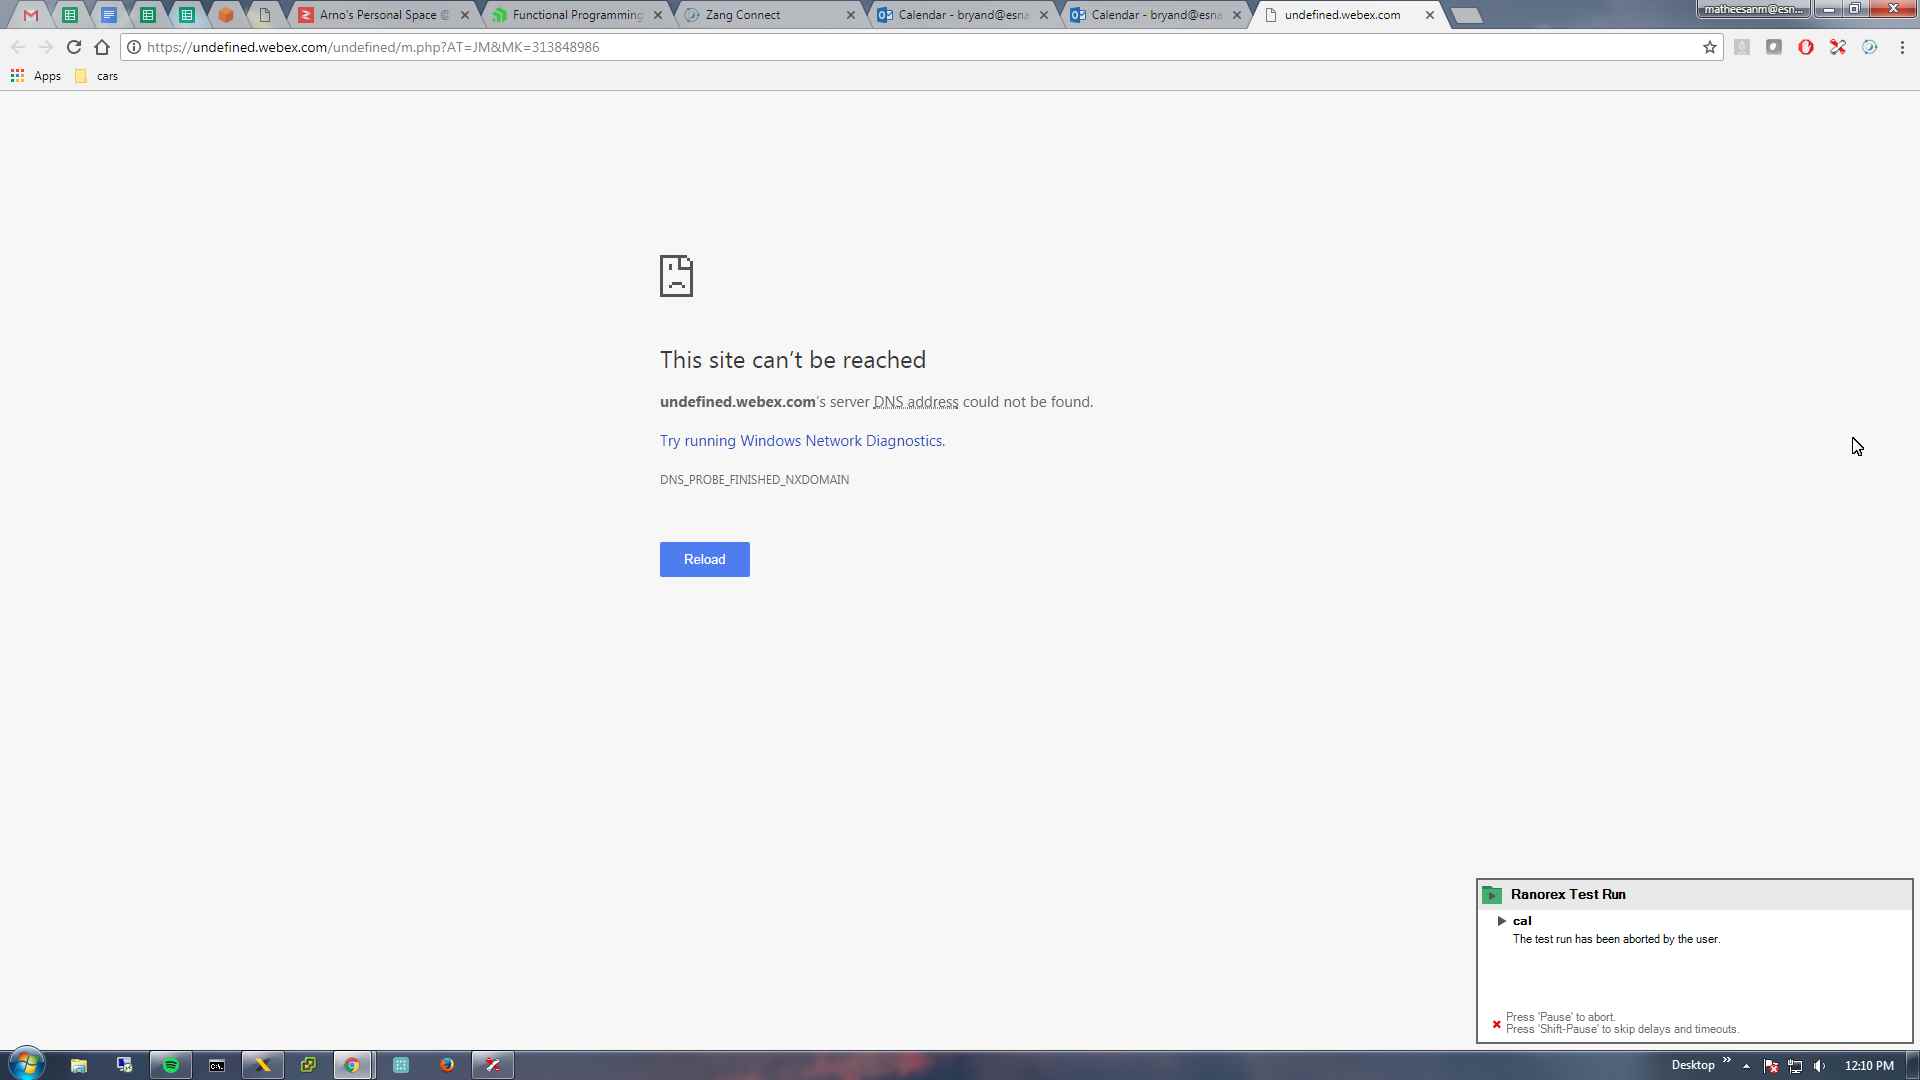 Arno's Personal Space @
Functional Programming
Zang Connect
Calendar - bryand@esna
Calendar - bryand@esna
undefined.webex.com
matheesanm@esn...
https://undefined.webex.com/undefined/m.php?AT=JM&MK=313848986
Apps
cars
This site can't be reached
undefined.webex.com's server DNS address could not be found.
Try running Windows Network Diagnostics.
DNS_PROBE_FINISHED_NXDOMAIN
Reload
Ranorex Test Run
cal
The test run has been aborted by the user.
Press 'Pause' to abort.
Press 'Shift-Pause' to skip delays and timeouts.
Desktop
12:10 PM